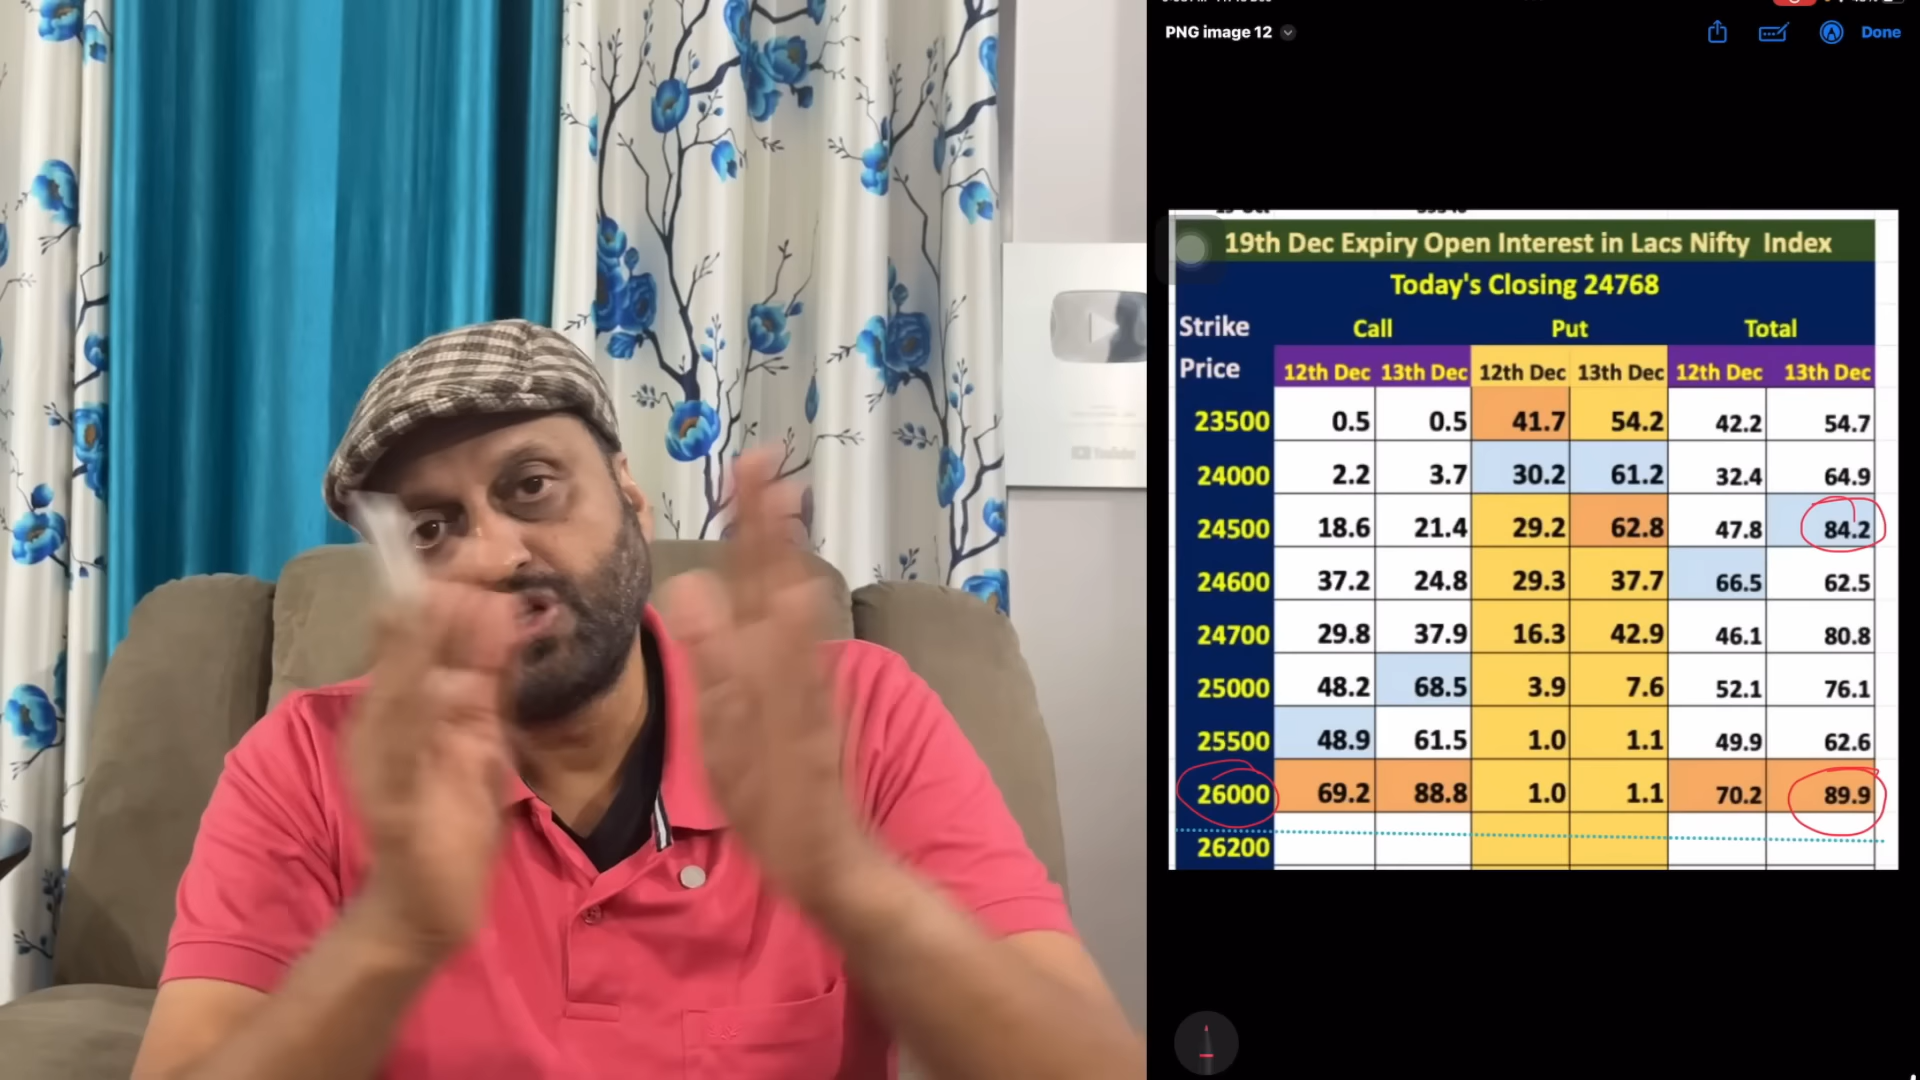 PNG image 12
Done
19th Dec Expiry Open Interest in Lacs Nifty Index
Today's Closing 24768
Strike Call Put Total
Price 12th Dec 13th Dec 12th Dec 13th Dec 12th Dec 13th Dec
23500 0.5 0.5 41.7 54.2 42.2 54.7
24000 2.2 3.7 30.2 61.2 32.4 64.9
24500 18.6 21.4 29.2 62.8 47.8 84.2
24600 37.2 24.8 29.3 37.7 66.5 62.5
24700 29.8 37.9 16.3 42.9 46.1 80.8
25000 48.2 68.5 3.9 7.6 52.1 76.1
25500 48.9 61.5 1.0 1.1 49.9 62.6
26000 69.2 88.8 1.0 1.1 70.2 89.9
26200
YouTube